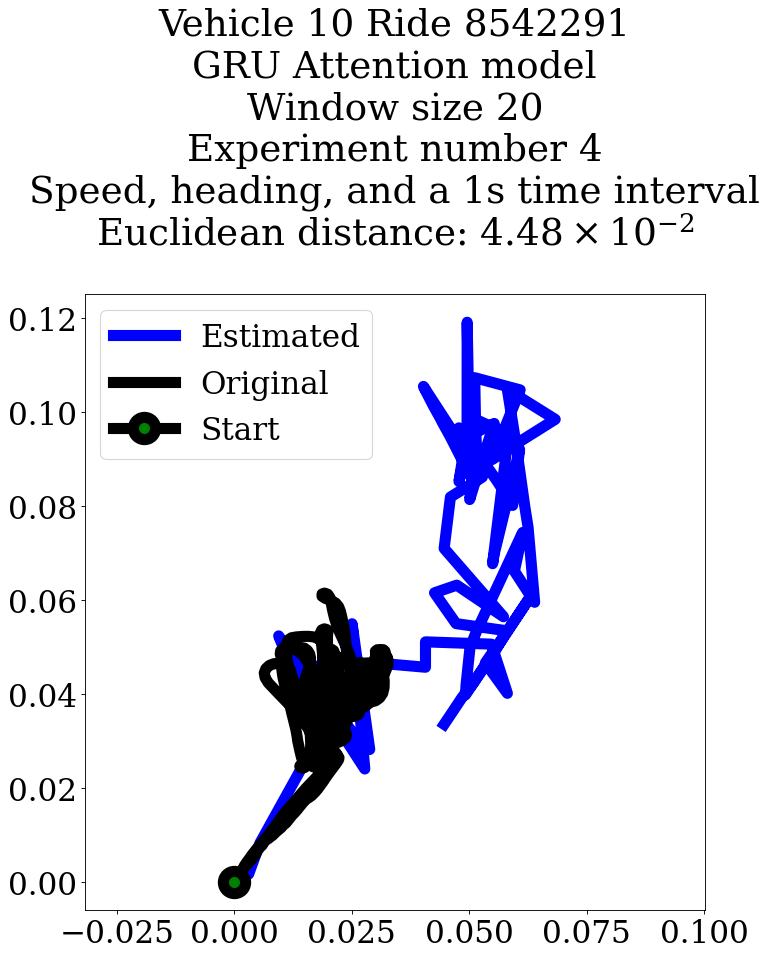 Vehicle 10 Ride 8542291
GRU Attention model
Window size 20
Experiment number 4
Speed, heading, and a 1s time interval
Euclidean distance: 4.48 × 10⁻²
Estimated
Original
Start
0.12
0.10
0.08
0.06
0.04
0.02
0.00
−0.025 0.000 0.025 0.050 0.075 0.100